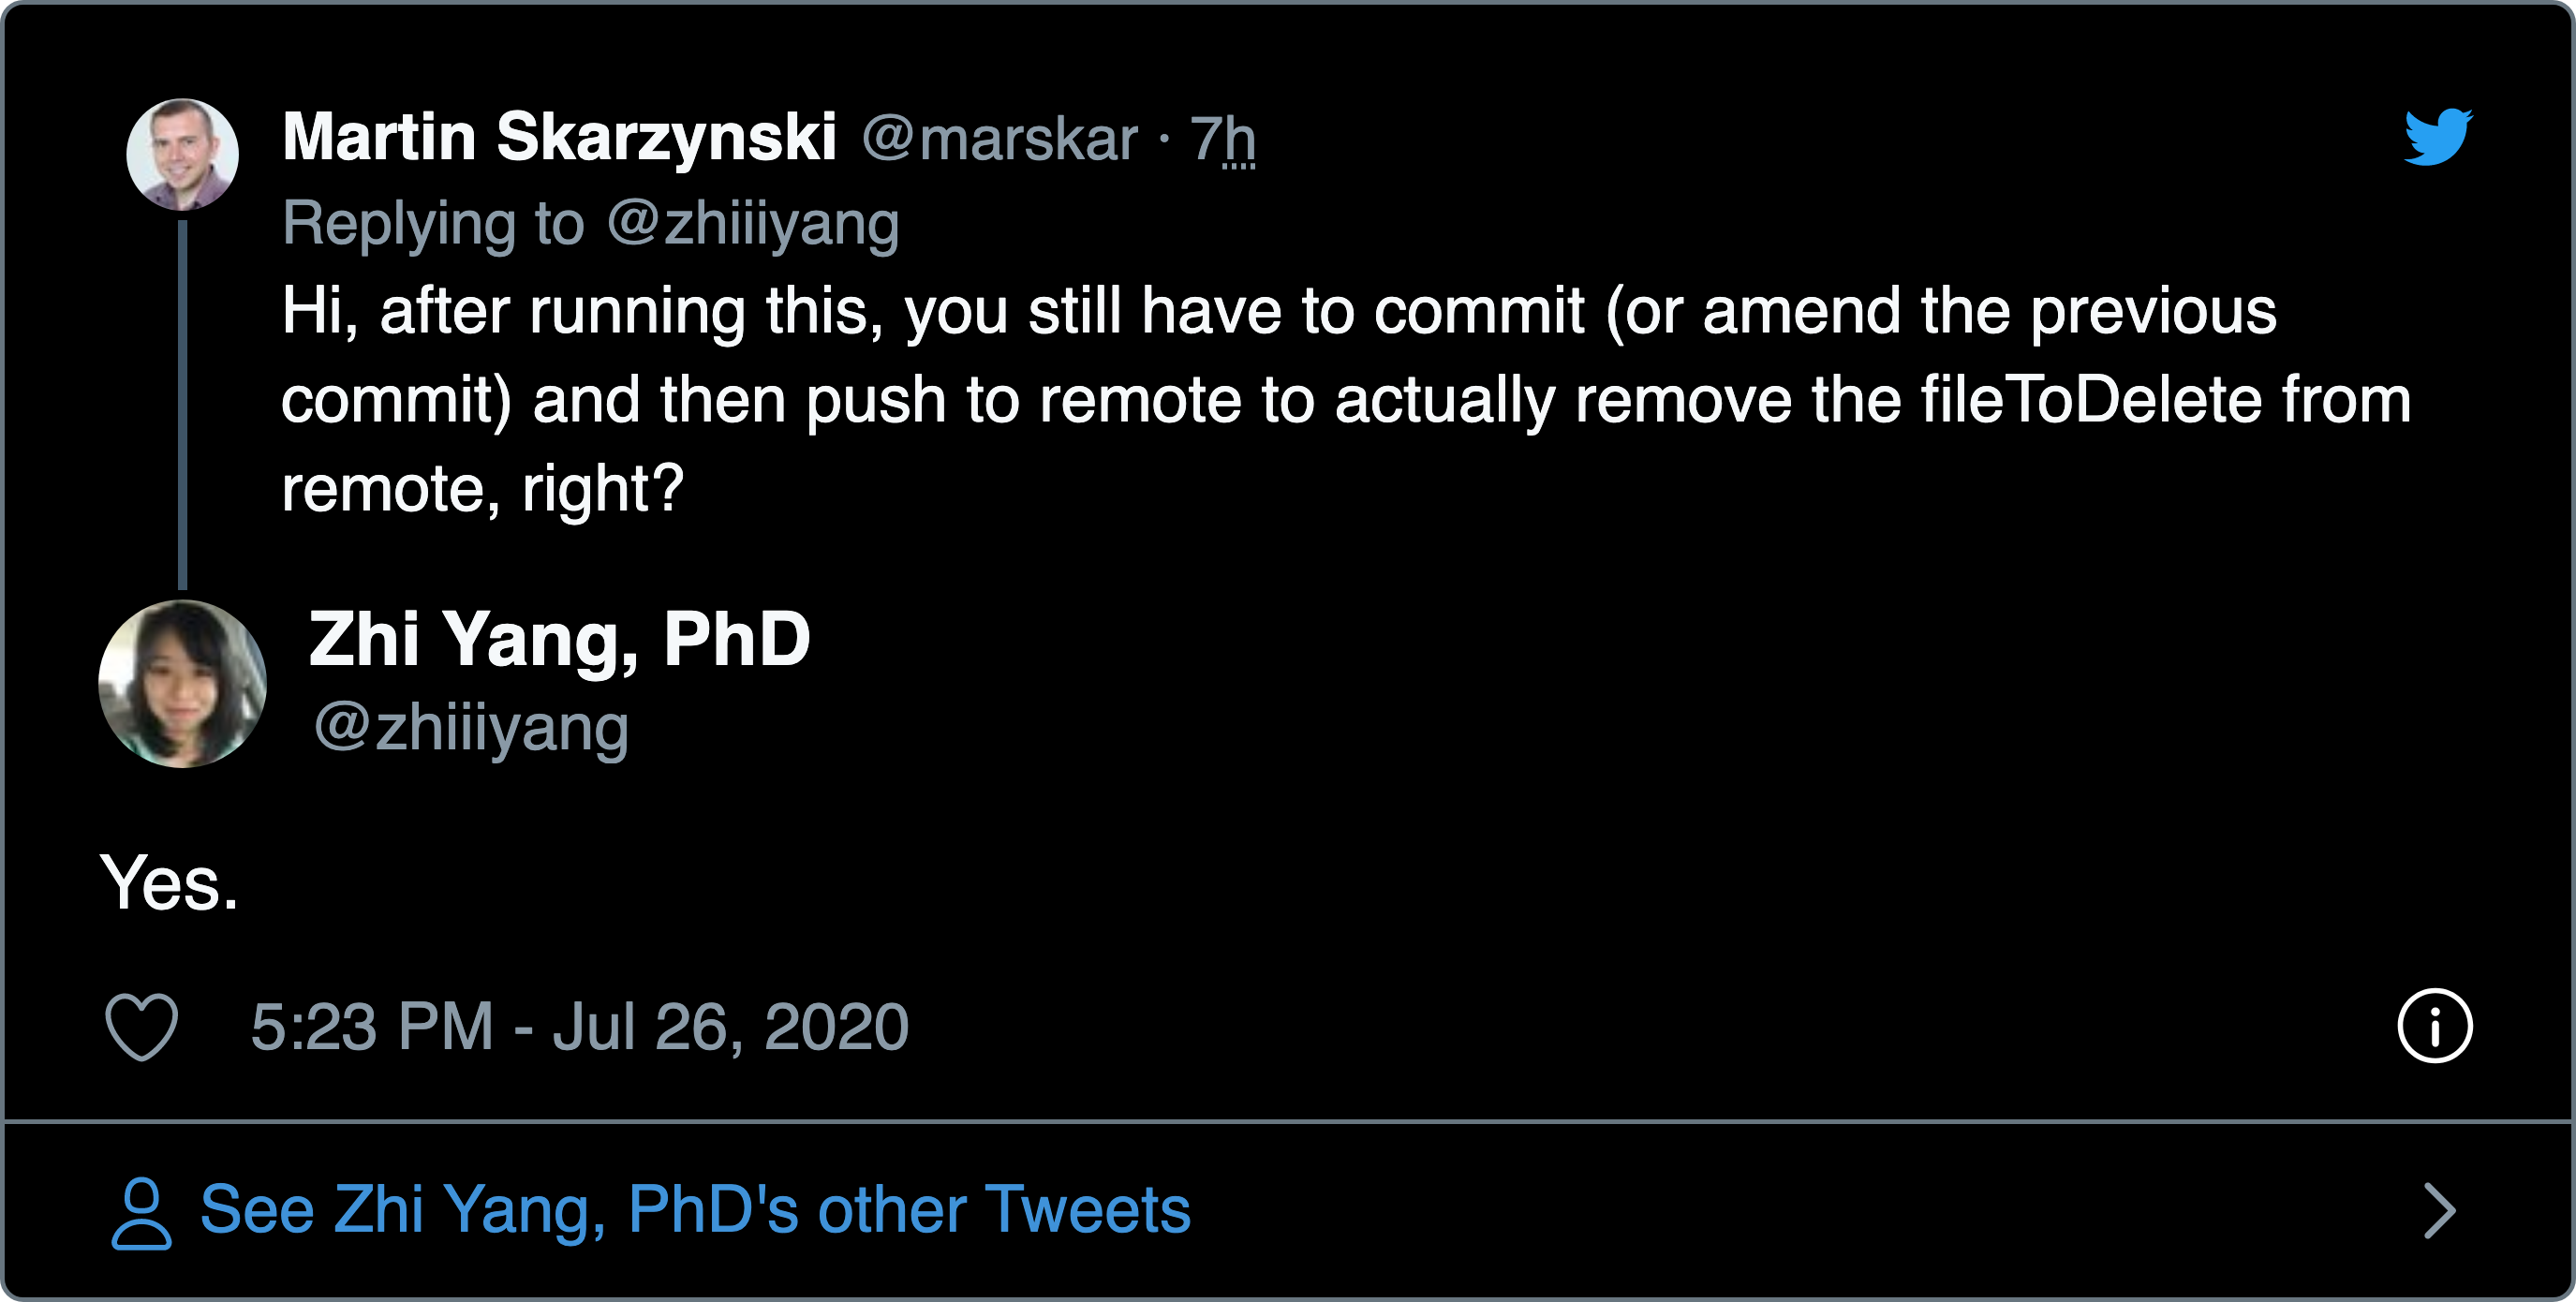 Martin Skarzynski @marskar · 7h
Replying to @zhiiiyang
Hi, after running this, you still have to commit (or amend the previous
commit) and then push to remote to actually remove the fileToDelete from
remote, right?
Zhi Yang, PhD
@zhiiiyang
Yes.
5:23 PM - Jul 26, 2020
See Zhi Yang, PhD's other Tweets